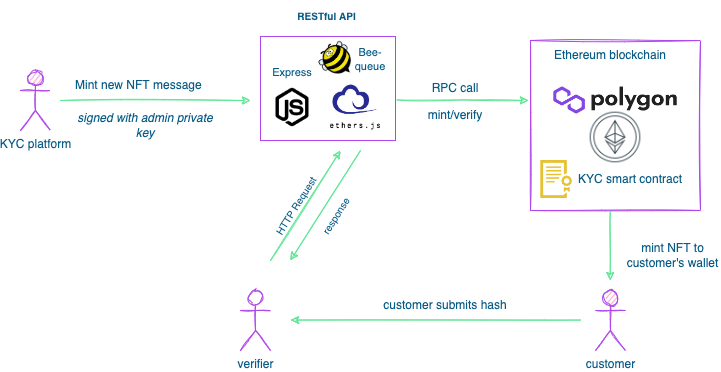 RESTful API
Bee-
queue
Express
JS
ethers.js
Mint new NFT message
signed with admin private
key
KYC platform
RPC call
mint/verify
Ethereum blockchain
polygon
KYC smart contract
HTTP Request
response
mint NFT to
customer's wallet
customer submits hash
verifier
customer